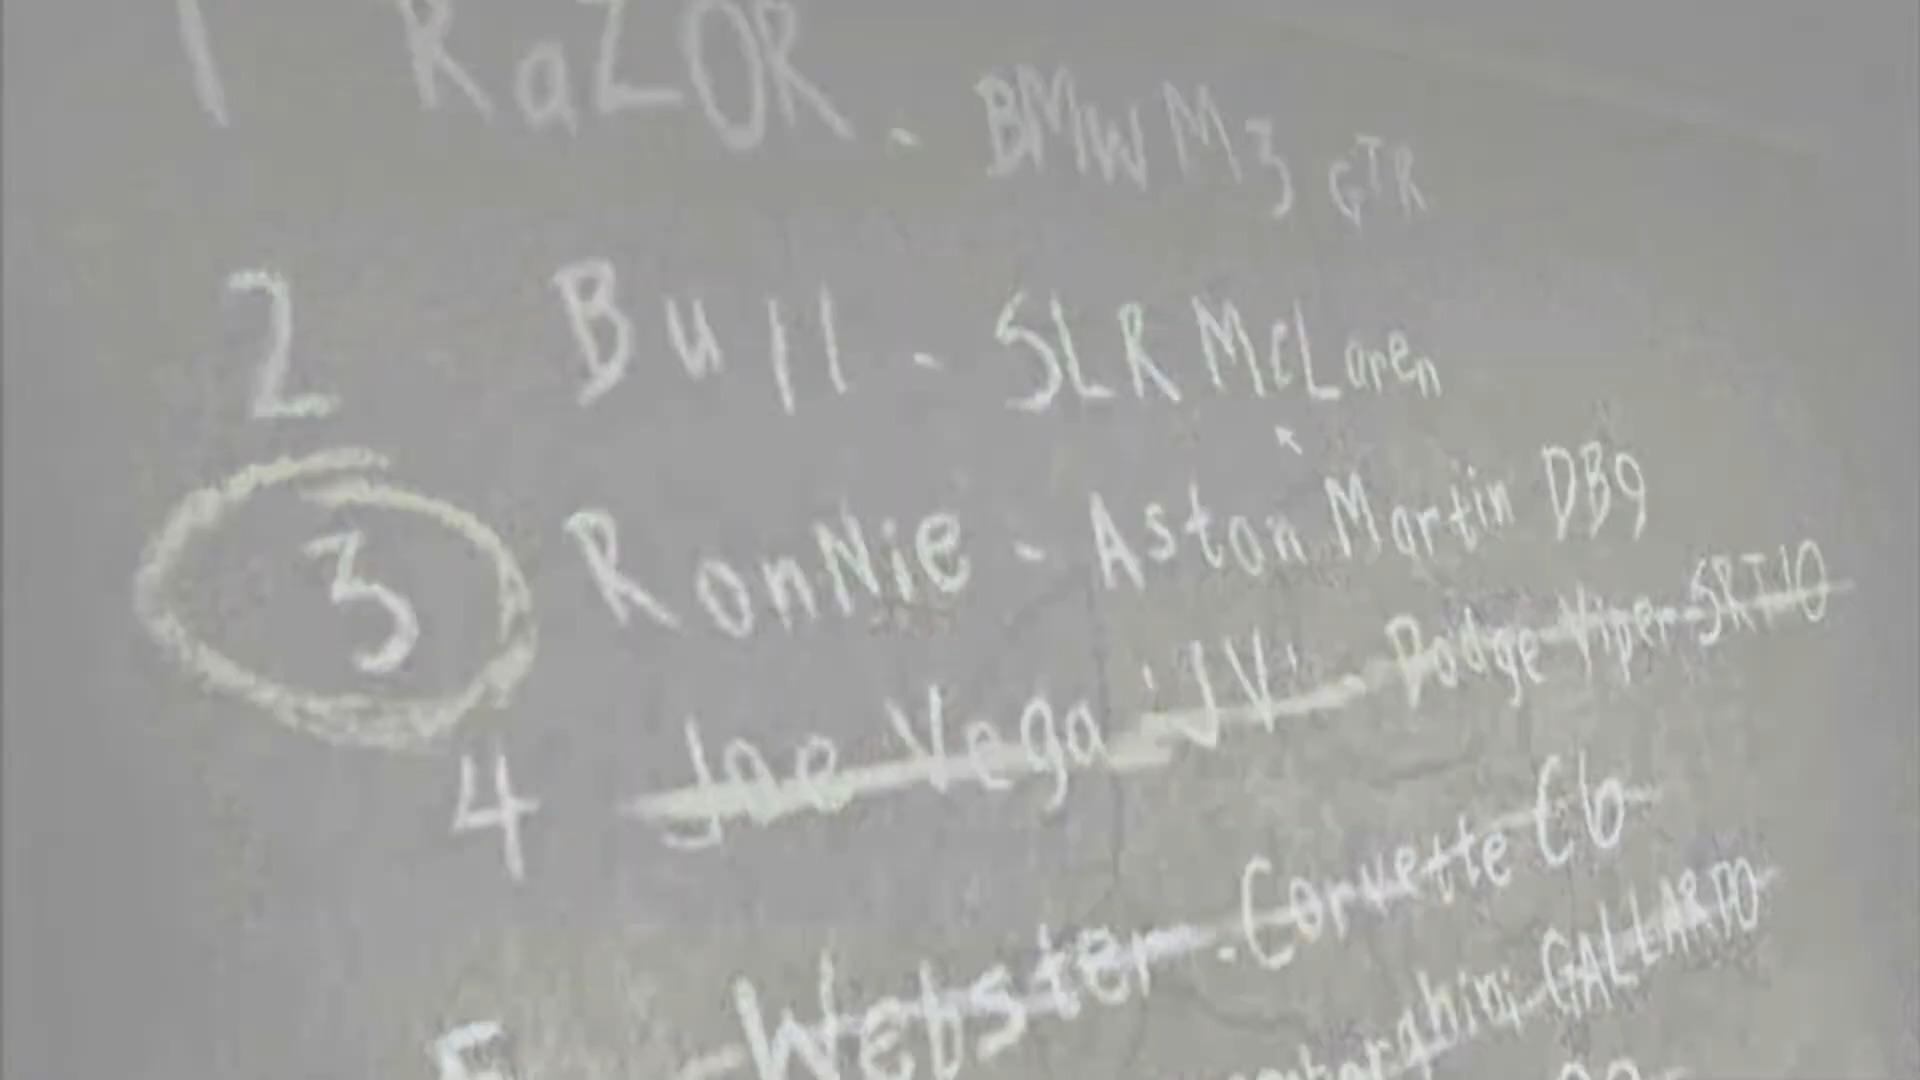 1 RaZOR - BMW M3 GTR
2 Bull - SLR McLaren
3 RonNie - Aston Martin DB9
4 Joe Vega 'JV' - Dodge Viper SRT10
5 Webster - Corvette C6
GALLARDO